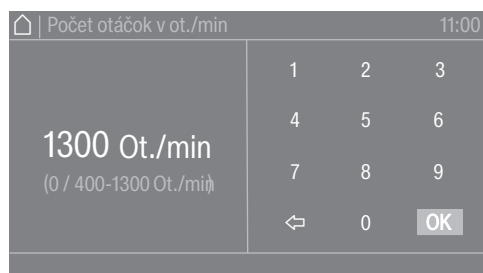 Počet otáčok v ot./min 11:00
1300 Ot./min
(0 / 400-1300 Ot./min)
1 2 3
4 5 6
7 8 9
0 OK